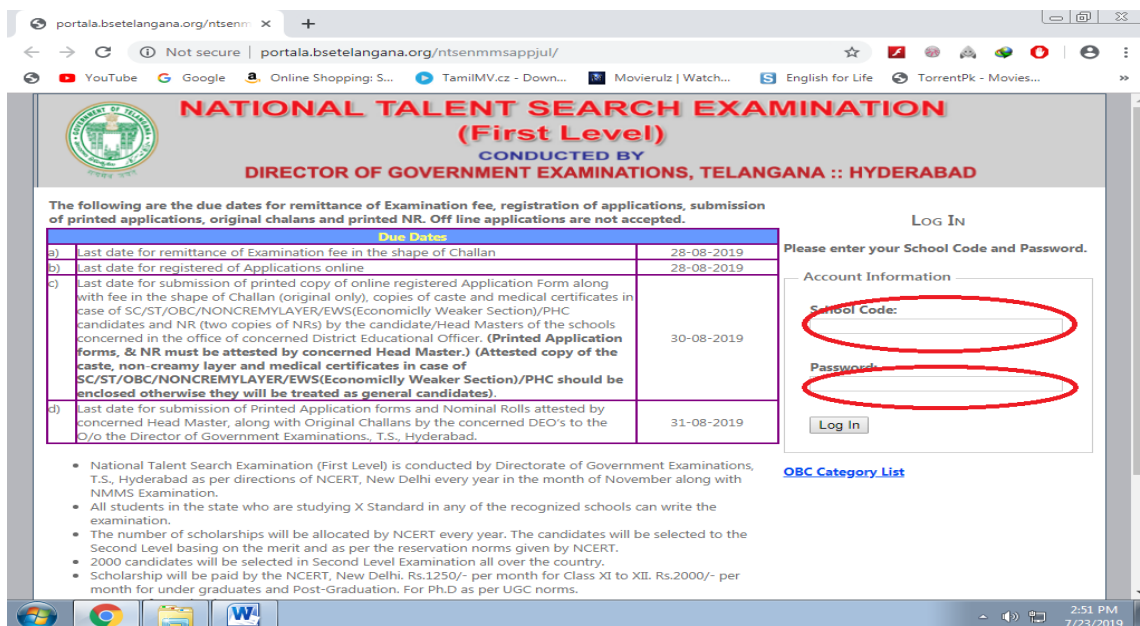 portala.bsetelangana.org/ntsenm
Not secure | portala.bsetelangana.org/ntsenmmsappjul/
YouTube Google Online Shopping: S... TamilMV.cz - Down... Movierulz | Watch... English for Life TorrentPk - Movies... »
NATIONAL TALENT SEARCH EXAMINATION
(First Level)
CONDUCTED BY
DIRECTOR OF GOVERNMENT EXAMINATIONS, TELANGANA :: HYDERABAD
The following are the due dates for remittance of Examination fee, registration of applications, submission
of printed applications, original chalans and printed NR. Off line applications are not accepted.
Due Dates
a) Last date for remittance of Examination fee in the shape of Challan 28-08-2019
b) Last date for registered of Applications online 28-08-2019
c) Last date for submission of printed copy of online registered Application Form along
with fee in the shape of Challan (original only), copies of caste and medical certificates in
case of SC/ST/OBC/NONCREMYLAYER/EWS(Economiclly Weaker Section)/PHC
candidates and NR (two copies of NRs) by the candidate/Head Masters of the schools
concerned in the office of concerned District Educational Officer. (Printed Application 30-08-2019
forms, & NR must be attested by concerned Head Master.) (Attested copy of the
caste, non-creamy layer and medical certificates in case of
SC/ST/OBC/NONCREMYLAYER/EWS(Economiclly Weaker Section)/PHC should be
enclosed otherwise they will be treated as general candidates).
d) Last date for submission of Printed Application forms and Nominal Rolls attested by
concerned Head Master, along with Original Challans by the concerned DEO's to the 31-08-2019
O/o the Director of Government Examinations., T.S., Hyderabad.
• National Talent Search Examination (First Level) is conducted by Directorate of Government Examinations,
T.S., Hyderabad as per directions of NCERT, New Delhi every year in the month of November along with
NMMS Examination.
• All students in the state who are studying X Standard in any of the recognized schools can write the
examination.
• The number of scholarships will be allocated by NCERT every year. The candidates will be selected to the
Second Level basing on the merit and as per the reservation norms given by NCERT.
• 2000 candidates will be selected in Second Level Examination all over the country.
• Scholarship will be paid by the NCERT, New Delhi. Rs.1250/- per month for Class XI to XII. Rs.2000/- per
month for under graduates and Post-Graduation. For Ph.D as per UGC norms.
LOG IN
Please enter your School Code and Password.
Account Information
School Code:
Password:
Log In
OBC Category List
2:51 PM
7/23/2019